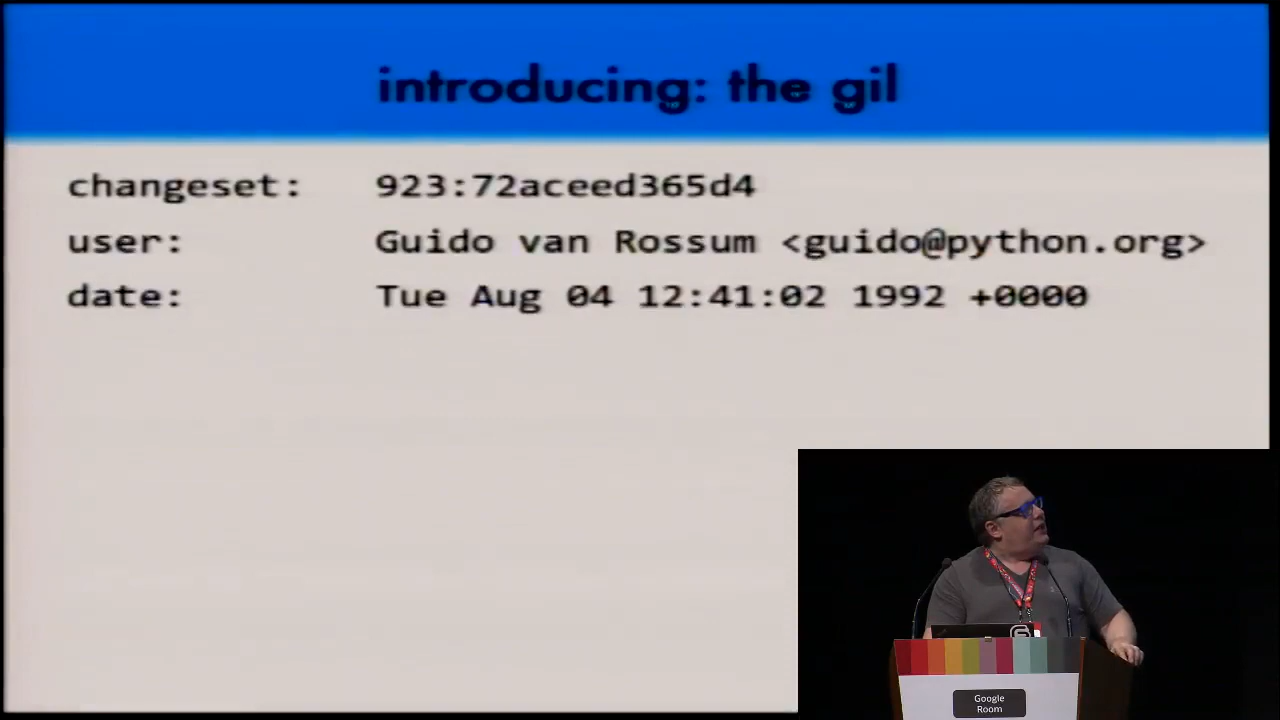 introducing: the gil
changeset: 923:72aceed365d4
user: Guido van Rossum <guido@python.org>
date: Tue Aug 04 12:41:02 1992 +0000
Google
Room